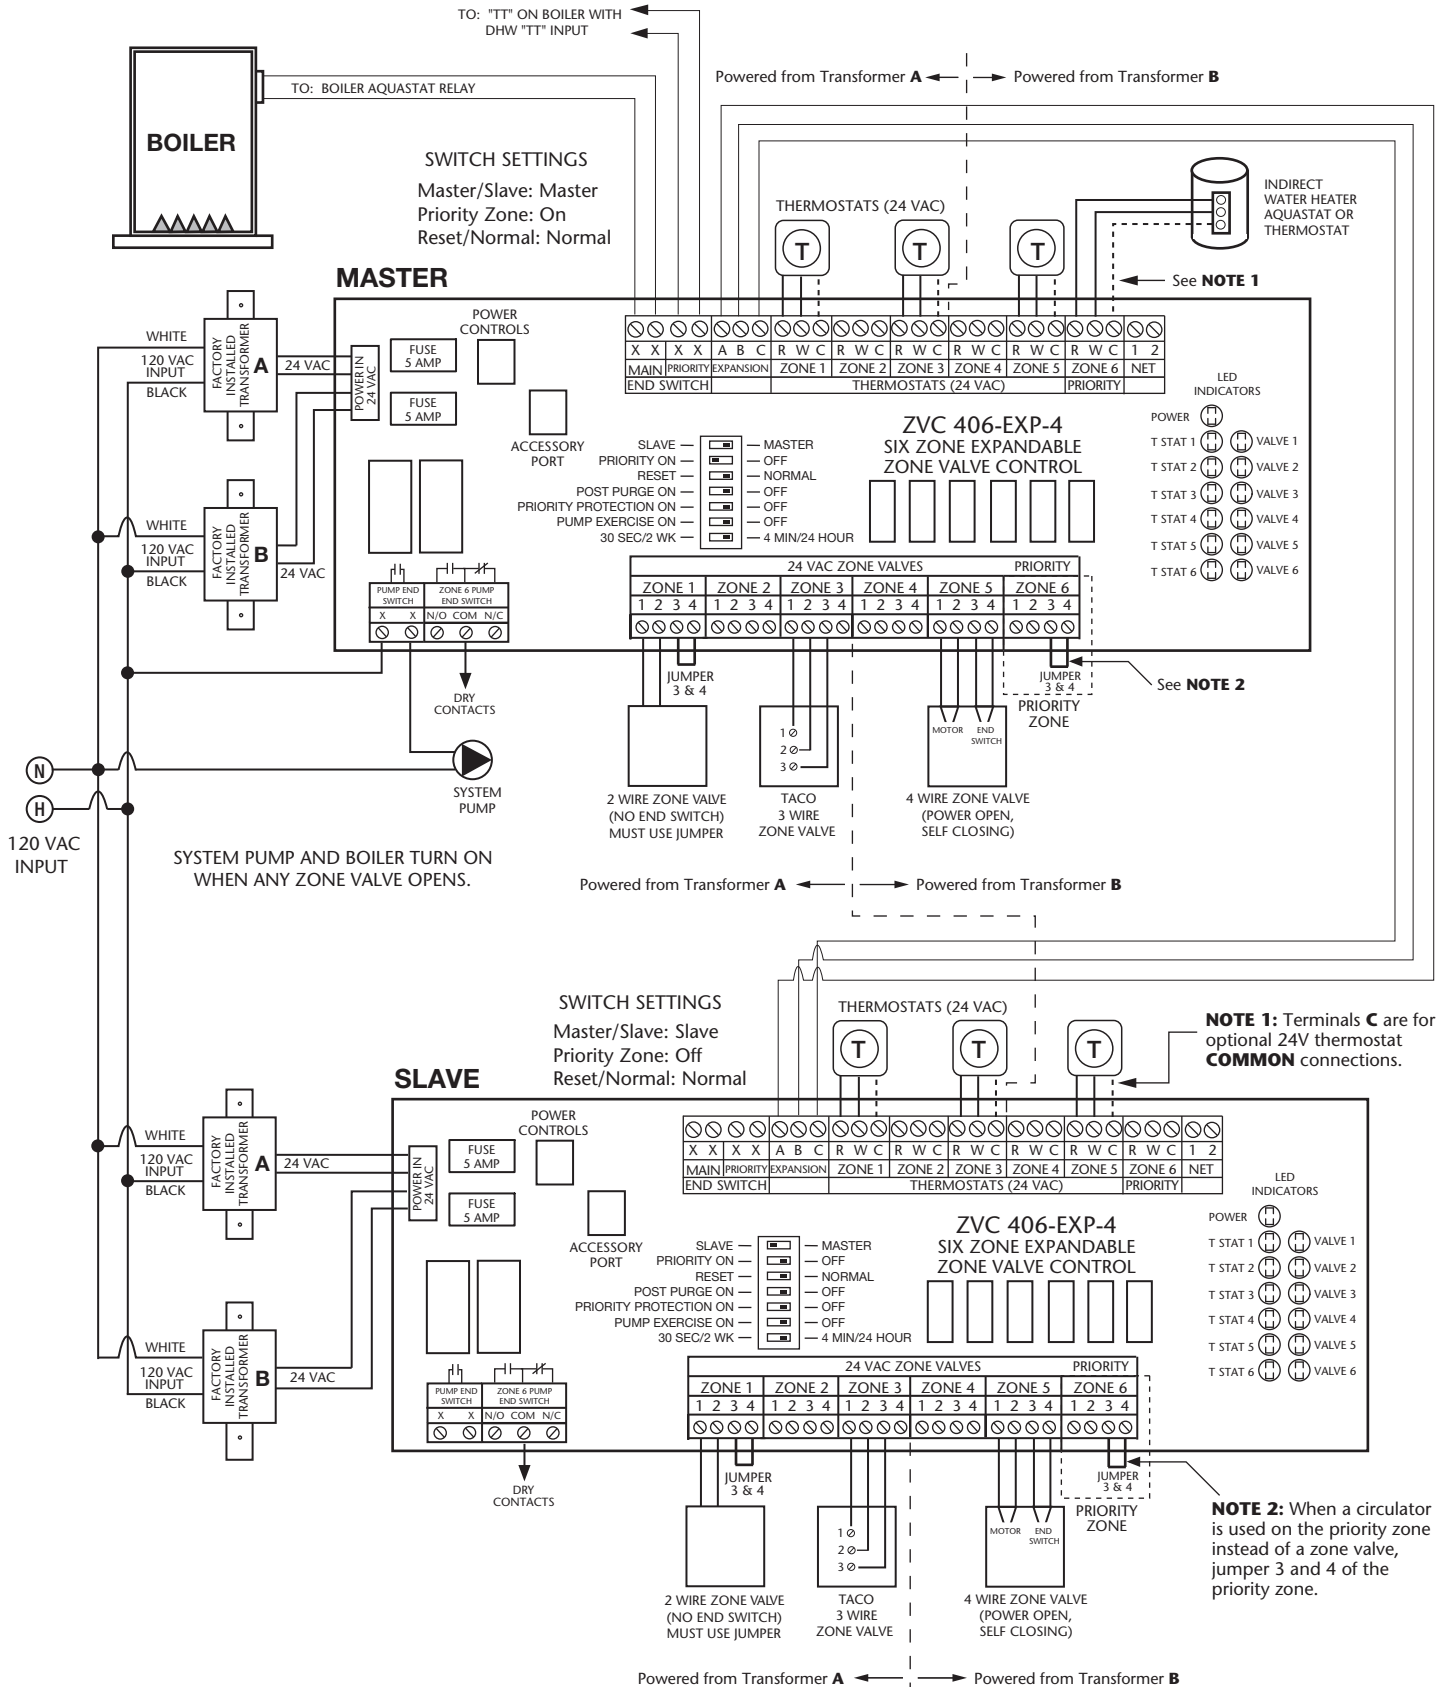 TO: "TT" ON BOILER WITH
DHW "TT" INPUT
Powered from Transformer A
Powered from Transformer B
TO: BOILER AQUASTAT RELAY
BOILER
SWITCH SETTINGS
Master/Slave: Master
Priority Zone: On
Reset/Normal: Normal
THERMOSTATS (24 VAC)
T
T
T
INDIRECT
WATER HEATER
AQUASTAT OR
THERMOSTAT
See NOTE 1
MASTER
WHITE
120 VAC
INPUT
BLACK
FACTORY
INSTALLED
TRANSFORMER
A
24 VAC
POWER IN
24 VAC
FUSE
5 AMP
FUSE
5 AMP
POWER
CONTROLS
ACCESSORY
PORT
X X X X A B C R W C R W C R W C R W C R W C R W C 1 2
MAIN PRIORITY EXPANSION ZONE 1 ZONE 2 ZONE 3 ZONE 4 ZONE 5 ZONE 6 NET
END SWITCH THERMOSTATS (24 VAC) PRIORITY
ZVC 406-EXP-4
SIX ZONE EXPANDABLE
ZONE VALVE CONTROL
LED
INDICATORS
POWER
T STAT 1 VALVE 1
T STAT 2 VALVE 2
T STAT 3 VALVE 3
T STAT 4 VALVE 4
T STAT 5 VALVE 5
T STAT 6 VALVE 6
SLAVE MASTER
PRIORITY ON OFF
RESET NORMAL
POST PURGE ON OFF
PRIORITY PROTECTION ON OFF
PUMP EXERCISE ON OFF
30 SEC/2 WK 4 MIN/24 HOUR
WHITE
120 VAC
INPUT
BLACK
FACTORY
INSTALLED
TRANSFORMER
B
24 VAC
PUMP END
SWITCH
X X
ZONE 6 PUMP
END SWITCH
N/O COM N/C
24 VAC ZONE VALVES PRIORITY
ZONE 1 ZONE 2 ZONE 3 ZONE 4 ZONE 5 ZONE 6
1 2 3 4 1 2 3 4 1 2 3 4 1 2 3 4 1 2 3 4 1 2 3 4
DRY
CONTACTS
JUMPER
3 & 4
JUMPER
3 & 4
PRIORITY
ZONE
See NOTE 2
1
2
3
MOTOR
END
SWITCH
SYSTEM
PUMP
2 WIRE ZONE VALVE
(NO END SWITCH)
MUST USE JUMPER
TACO
3 WIRE
ZONE VALVE
4 WIRE ZONE VALVE
(POWER OPEN,
SELF CLOSING)
N
H
120 VAC
INPUT
SYSTEM PUMP AND BOILER TURN ON
WHEN ANY ZONE VALVE OPENS.
Powered from Transformer A
Powered from Transformer B
SWITCH SETTINGS
Master/Slave: Slave
Priority Zone: Off
Reset/Normal: Normal
THERMOSTATS (24 VAC)
T
T
T
NOTE 1: Terminals C are for
optional 24V thermostat
COMMON connections.
SLAVE
WHITE
120 VAC
INPUT
BLACK
FACTORY
INSTALLED
TRANSFORMER
A
24 VAC
POWER IN
24 VAC
FUSE
5 AMP
FUSE
5 AMP
POWER
CONTROLS
ACCESSORY
PORT
X X X X A B C R W C R W C R W C R W C R W C R W C 1 2
MAIN PRIORITY EXPANSION ZONE 1 ZONE 2 ZONE 3 ZONE 4 ZONE 5 ZONE 6 NET
END SWITCH THERMOSTATS (24 VAC) PRIORITY
ZVC 406-EXP-4
SIX ZONE EXPANDABLE
ZONE VALVE CONTROL
LED
INDICATORS
POWER
T STAT 1 VALVE 1
T STAT 2 VALVE 2
T STAT 3 VALVE 3
T STAT 4 VALVE 4
T STAT 5 VALVE 5
T STAT 6 VALVE 6
SLAVE MASTER
PRIORITY ON OFF
RESET NORMAL
POST PURGE ON OFF
PRIORITY PROTECTION ON OFF
PUMP EXERCISE ON OFF
30 SEC/2 WK 4 MIN/24 HOUR
WHITE
120 VAC
INPUT
BLACK
FACTORY
INSTALLED
TRANSFORMER
B
24 VAC
PUMP END
SWITCH
X X
ZONE 6 PUMP
END SWITCH
N/O COM N/C
24 VAC ZONE VALVES PRIORITY
ZONE 1 ZONE 2 ZONE 3 ZONE 4 ZONE 5 ZONE 6
1 2 3 4 1 2 3 4 1 2 3 4 1 2 3 4 1 2 3 4 1 2 3 4
DRY
CONTACTS
JUMPER
3 & 4
JUMPER
3 & 4
PRIORITY
ZONE
1
2
3
MOTOR
END
SWITCH
NOTE 2: When a circulator
is used on the priority zone
instead of a zone valve,
jumper 3 and 4 of the
priority zone.
2 WIRE ZONE VALVE
(NO END SWITCH)
MUST USE JUMPER
TACO
3 WIRE
ZONE VALVE
4 WIRE ZONE VALVE
(POWER OPEN,
SELF CLOSING)
Powered from Transformer A
Powered from Transformer B